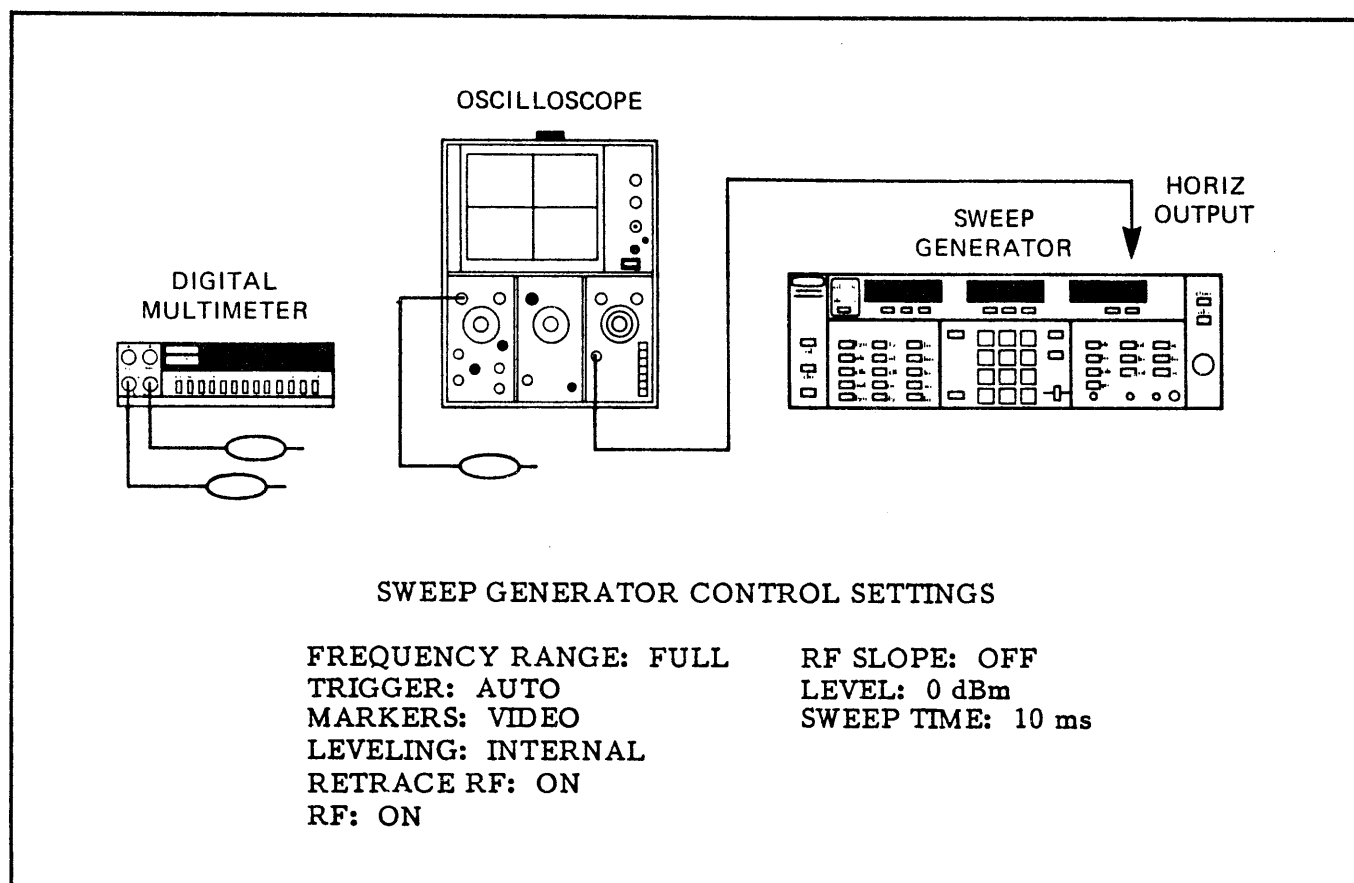 OSCILLOSCOPE
HORIZ
OUTPUT
SWEEP
GENERATOR
DIGITAL
MULTIMETER
SWEEP GENERATOR CONTROL SETTINGS
FREQUENCY RANGE: FULL
TRIGGER: AUTO
MARKERS: VIDEO
LEVELING: INTERNAL
RETRACE RF: ON
RF: ON
RF SLOPE: OFF
LEVEL: 0 dBm
SWEEP TIME: 10 ms